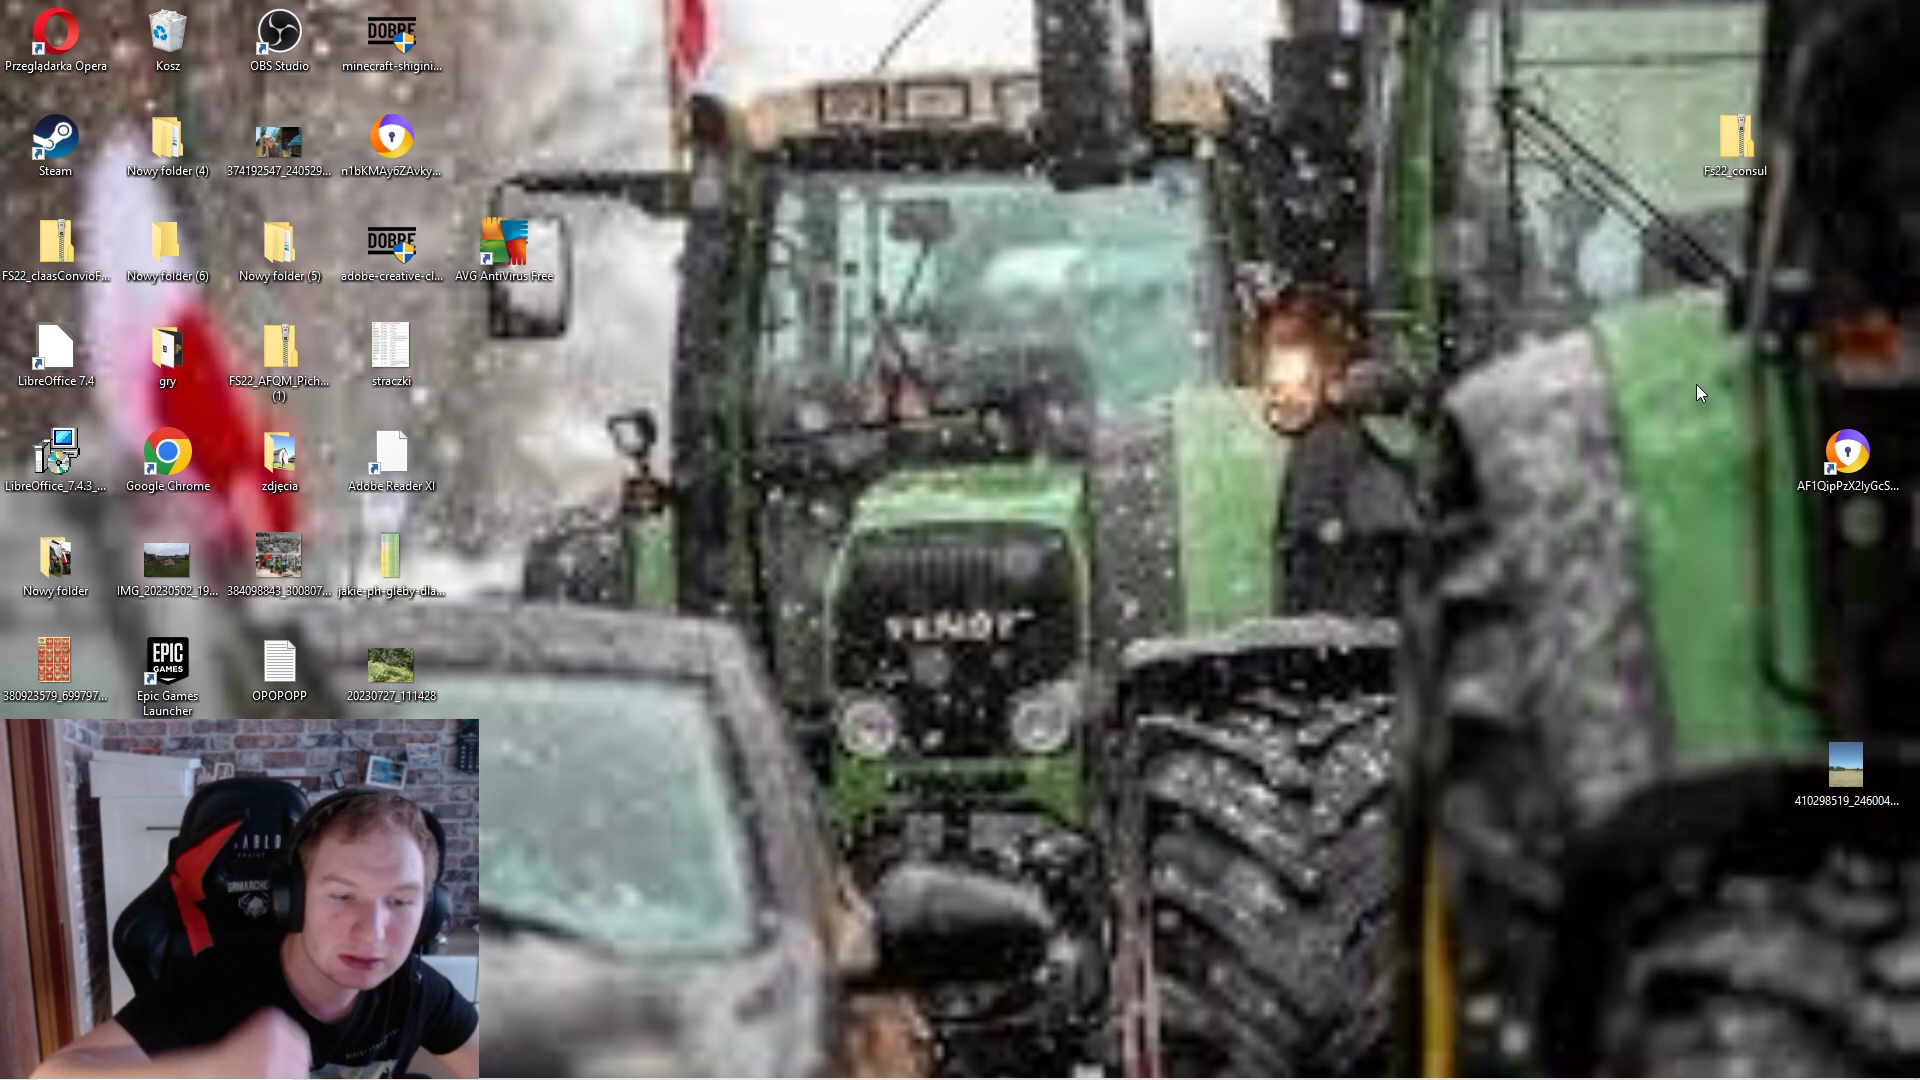 Przeglądarka Opera
Kosz
OBS Studio
DOBRE
minecraft-shigini...
Steam
Nowy folder (4)
374192547_240529...
n1bKMAy6ZAvky...
Fs22_consul
FS22_claasConvioF...
Nowy folder (6)
Nowy folder (5)
DOBRE
adobe-creative-cl...
AVG AntiVirus Free
LibreOffice 7.4
gry
FS22_AFQM_Pich... (1)
straczki
LibreOffice_7.4.3_...
Google Chrome
zdjęcia
Adobe Reader XI
AF1QipPzX2lyGcS...
Nowy folder
IMG_20230502_19...
384098843_300807...
jakie-ph-gleby-dla...
FENDT
380923579_699797...
EPIC
GAMES
Epic Games
Launcher
OPOPOPP
20230727_111428
410298519_246004...